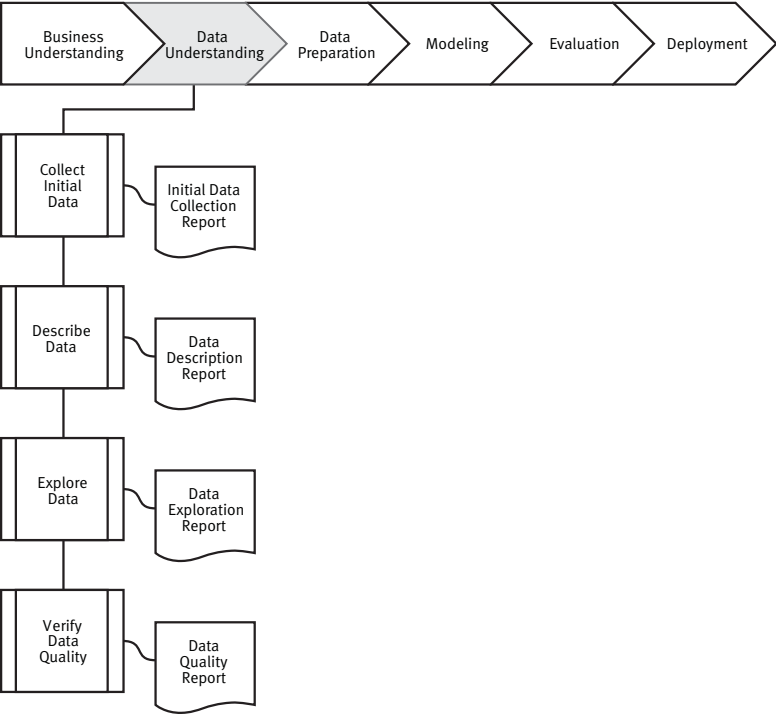 Business
Understanding
Data
Understanding
Data
Preparation
Modeling
Evaluation
Deployment
Collect
Initial
Data
Initial Data
Collection
Report
Describe
Data
Data
Description
Report
Explore
Data
Data
Exploration
Report
Verify
Data
Quality
Data
Quality
Report